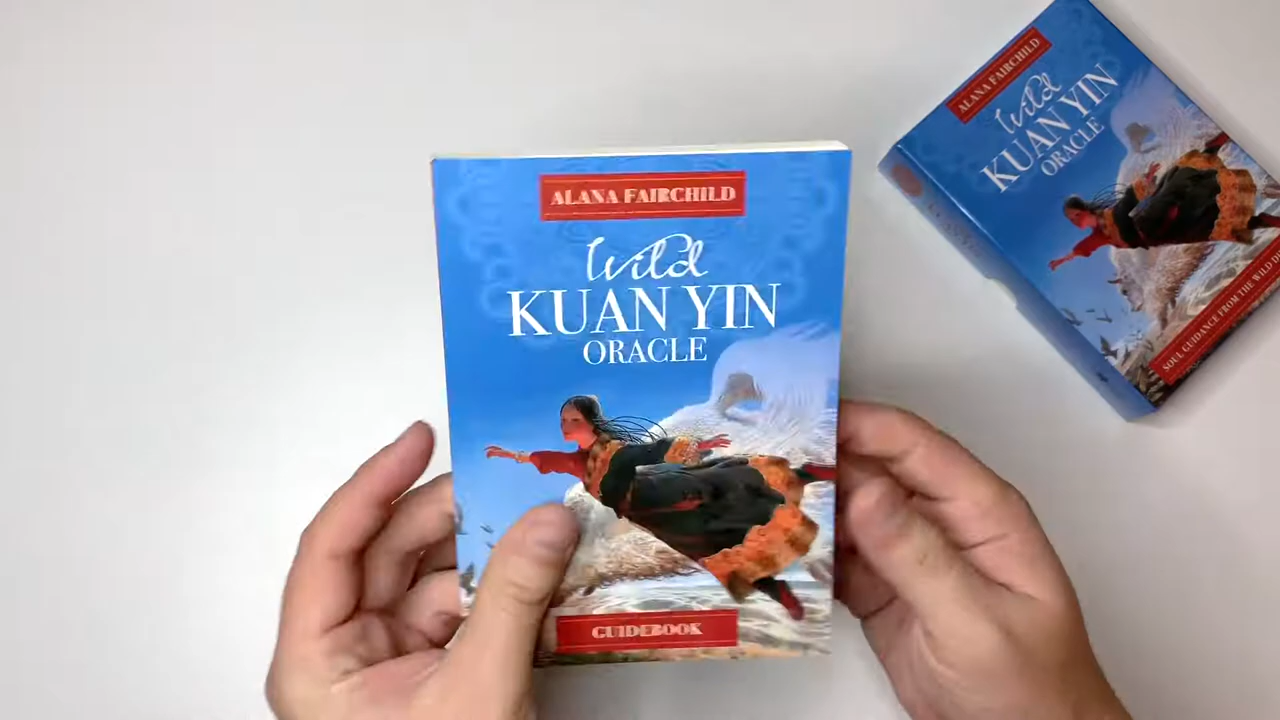 ALANA FAIRCHILD
Wild
KUAN YIN
ORACLE
GUIDEBOOK
ALANA FAIRCHILD
Wild
KUAN YIN
ORACLE
SOUL GUIDANCE FROM THE WILD